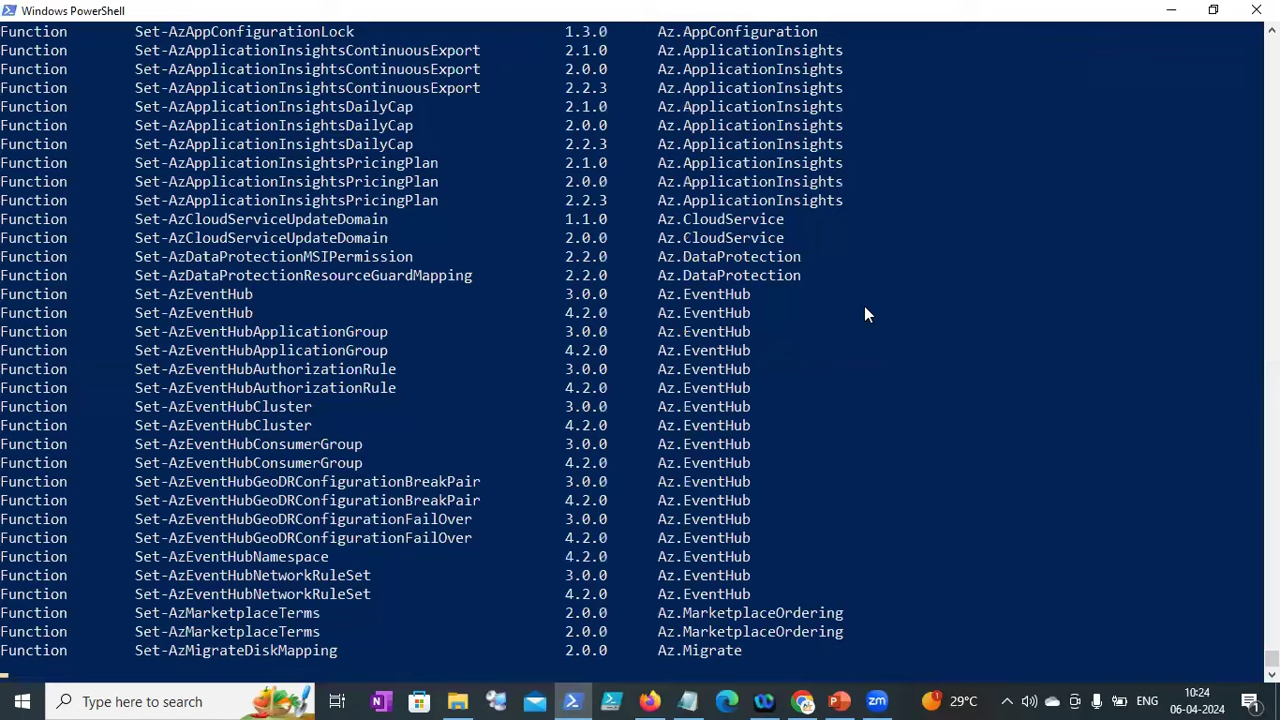 Windows PowerShell
Function Set-AzAppConfigurationLock 1.3.0 Az.AppConfiguration
Function Set-AzApplicationInsightsContinuousExport 2.1.0 Az.ApplicationInsights
Function Set-AzApplicationInsightsContinuousExport 2.0.0 Az.ApplicationInsights
Function Set-AzApplicationInsightsContinuousExport 2.2.3 Az.ApplicationInsights
Function Set-AzApplicationInsightsDailyCap 2.1.0 Az.ApplicationInsights
Function Set-AzApplicationInsightsDailyCap 2.0.0 Az.ApplicationInsights
Function Set-AzApplicationInsightsDailyCap 2.2.3 Az.ApplicationInsights
Function Set-AzApplicationInsightsPricingPlan 2.1.0 Az.ApplicationInsights
Function Set-AzApplicationInsightsPricingPlan 2.0.0 Az.ApplicationInsights
Function Set-AzApplicationInsightsPricingPlan 2.2.3 Az.ApplicationInsights
Function Set-AzCloudServiceUpdateDomain 1.1.0 Az.CloudService
Function Set-AzCloudServiceUpdateDomain 2.0.0 Az.CloudService
Function Set-AzDataProtectionMSIPermission 2.2.0 Az.DataProtection
Function Set-AzDataProtectionResourceGuardMapping 2.2.0 Az.DataProtection
Function Set-AzEventHub 3.0.0 Az.EventHub
Function Set-AzEventHub 4.2.0 Az.EventHub
Function Set-AzEventHubApplicationGroup 3.0.0 Az.EventHub
Function Set-AzEventHubApplicationGroup 4.2.0 Az.EventHub
Function Set-AzEventHubAuthorizationRule 3.0.0 Az.EventHub
Function Set-AzEventHubAuthorizationRule 4.2.0 Az.EventHub
Function Set-AzEventHubCluster 3.0.0 Az.EventHub
Function Set-AzEventHubCluster 4.2.0 Az.EventHub
Function Set-AzEventHubConsumerGroup 3.0.0 Az.EventHub
Function Set-AzEventHubConsumerGroup 4.2.0 Az.EventHub
Function Set-AzEventHubGeoDRConfigurationBreakPair 3.0.0 Az.EventHub
Function Set-AzEventHubGeoDRConfigurationBreakPair 4.2.0 Az.EventHub
Function Set-AzEventHubGeoDRConfigurationFailOver 3.0.0 Az.EventHub
Function Set-AzEventHubGeoDRConfigurationFailOver 4.2.0 Az.EventHub
Function Set-AzEventHubNamespace 4.2.0 Az.EventHub
Function Set-AzEventHubNetworkRuleSet 3.0.0 Az.EventHub
Function Set-AzEventHubNetworkRuleSet 4.2.0 Az.EventHub
Function Set-AzMarketplaceTerms 2.0.0 Az.MarketplaceOrdering
Function Set-AzMarketplaceTerms 2.0.0 Az.MarketplaceOrdering
Function Set-AzMigrateDiskMapping 2.0.0 Az.Migrate
Type here to search
29°C
ENG
10:24
06-04-2024